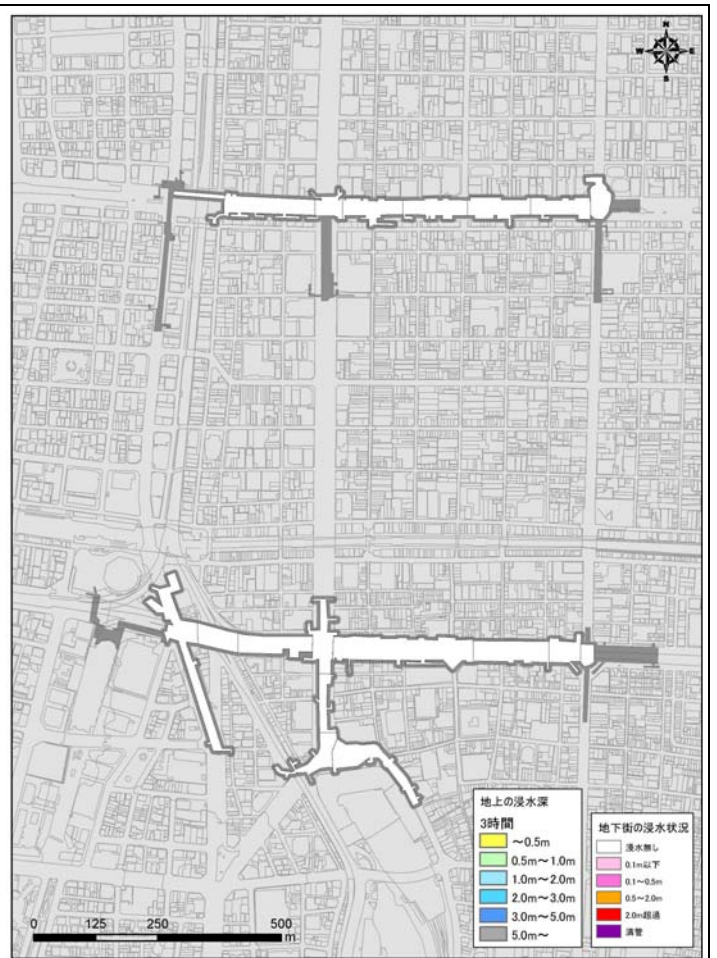 N
W E
S
地上の浸水深
3時間
～0.5m
0.5m～1.0m
1.0m～2.0m
2.0m～3.0m
3.0m～5.0m
5.0m～
地下街の浸水状況
浸水無し
0.1m以下
0.1～0.5m
0.5～2.0m
2.0m超過
満管
0 125 250 500
m